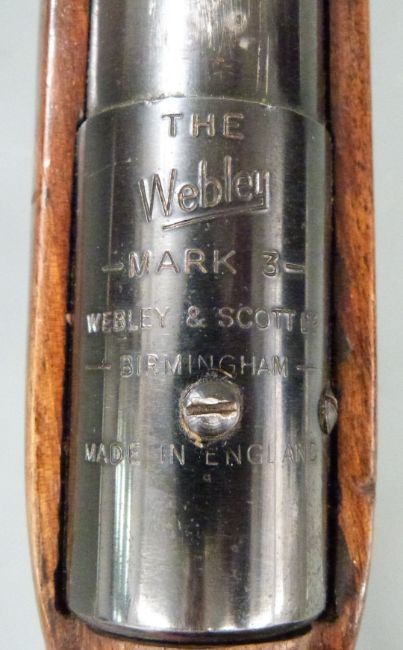 THE
Webley
-MARK 3-
WEBLEY & SCOTT LTD
- BIRMINGHAM -
MADE IN ENGLAND